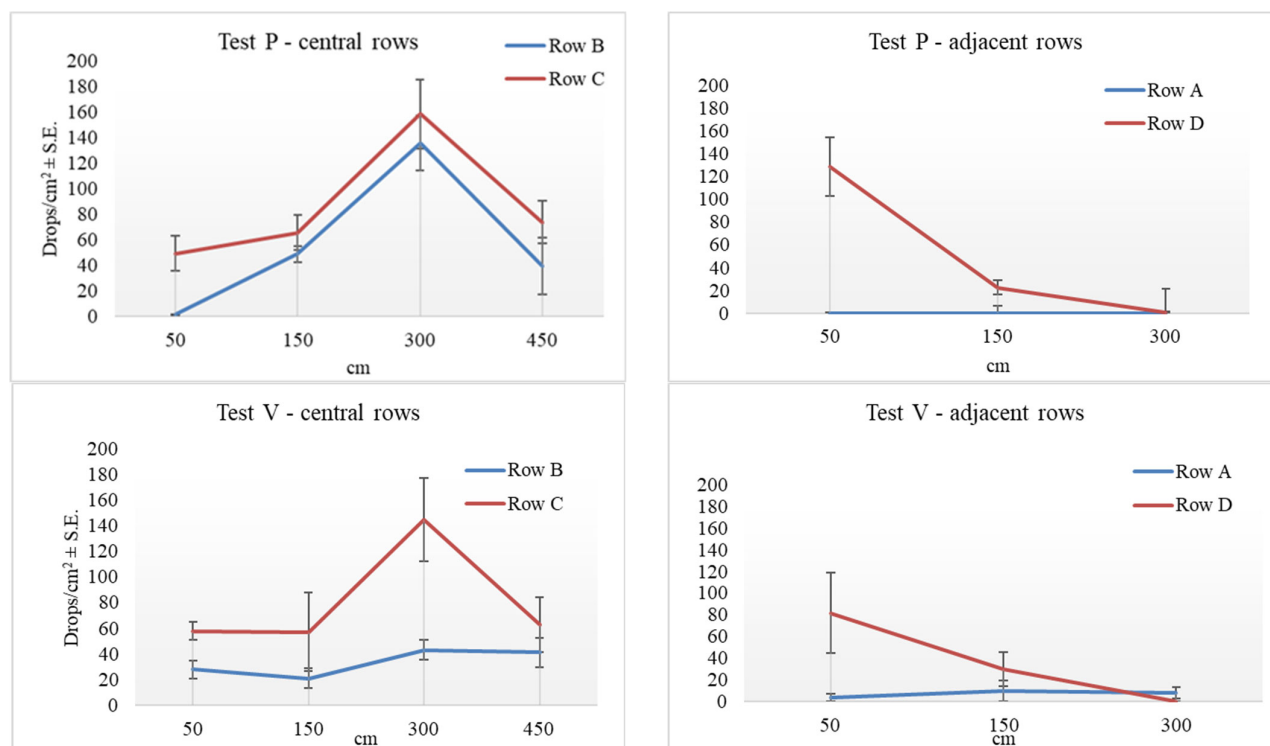 Test P - central rows
Row B
Row C
Drops/cm² ± S.E.
200
180
160
140
120
100
80
60
40
20
0
50 150 300 450
cm
Test P - adjacent rows
Row A
Row D
200
180
160
140
120
100
80
60
40
20
0
50 150 300
cm
Test V - central rows
Row B
Row C
Drops/cm² ± S.E.
200
180
160
140
120
100
80
60
40
20
0
50 150 300 450
cm
Test V - adjacent rows
Row A
Row D
200
180
160
140
120
100
80
60
40
20
0
50 150 300
cm